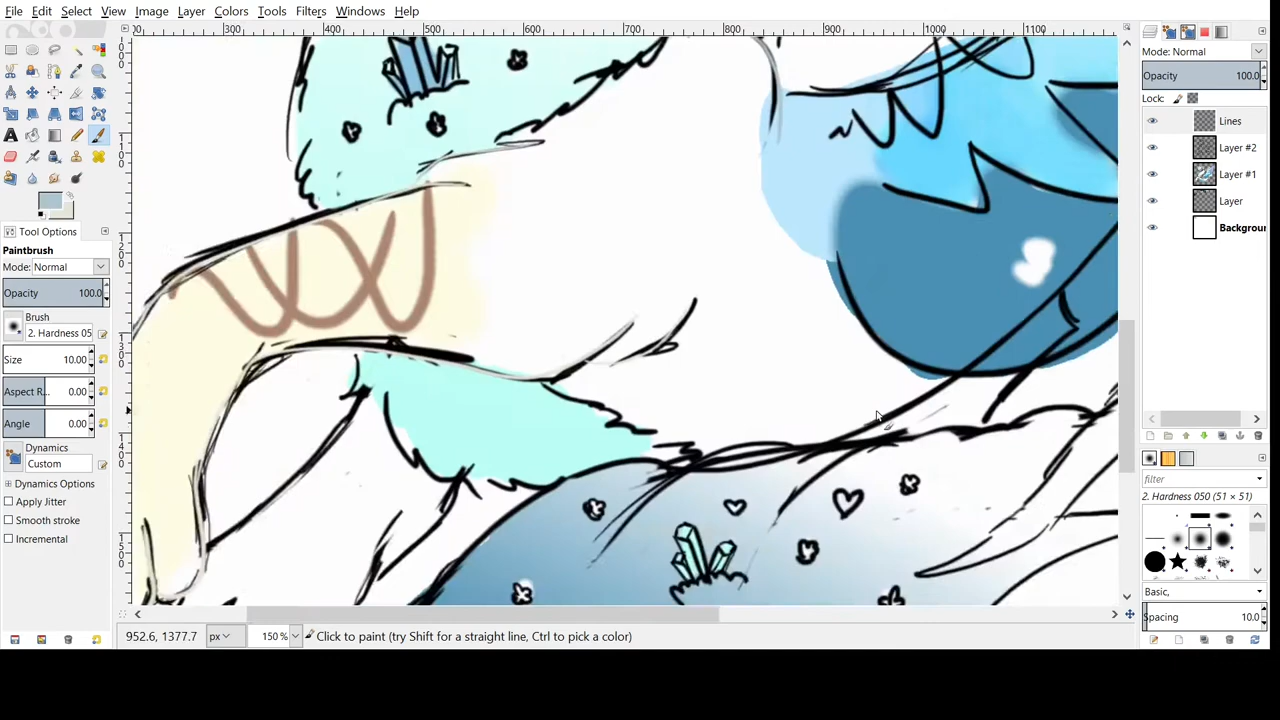 File Edit Select View Image Layer Colors Tools Filters Windows Help
300 400 500 600 700 800 900 1000 1100
Mode: Normal
Opacity 100.0
Lock:
Lines
Layer #2
Layer #1
Layer
Backgroun
Tool Options
Paintbrush
Mode: Normal
Opacity 100.0
Brush
2. Hardness 05
Size 10.00
Aspect R... 0.00
Angle 0.00
Dynamics
Custom
Dynamics Options
Apply Jitter
Smooth stroke
Incremental
filter
2. Hardness 050 (51 × 51)
Basic,
Spacing 10.0
952.6, 1377.7 px 150 % Click to paint (try Shift for a straight line, Ctrl to pick a color)